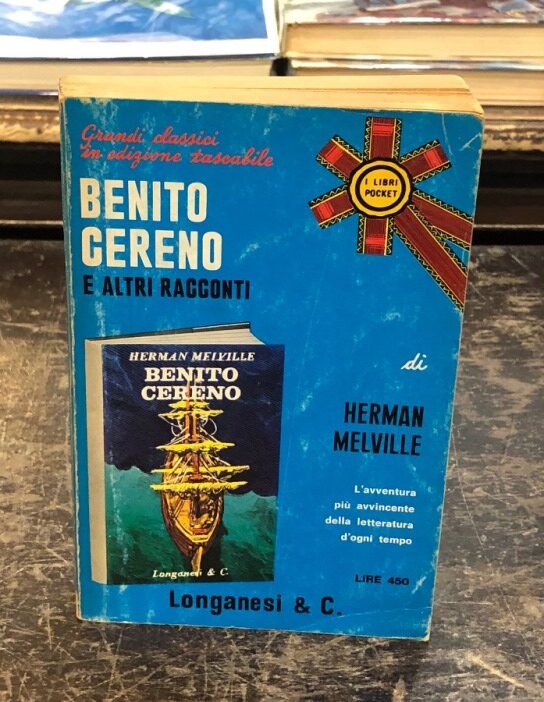 Grandi classici
in edizione tascabile
BENITO
CERENO
E ALTRI RACCONTI
I LIBRI
POCKET
HERMAN MELVILLE
BENITO
CERENO
Longanesi & C.
di
HERMAN
MELVILLE
L'avventura
più avvincente
della letteratura
d'ogni tempo
LIRE 450
Longanesi & C.